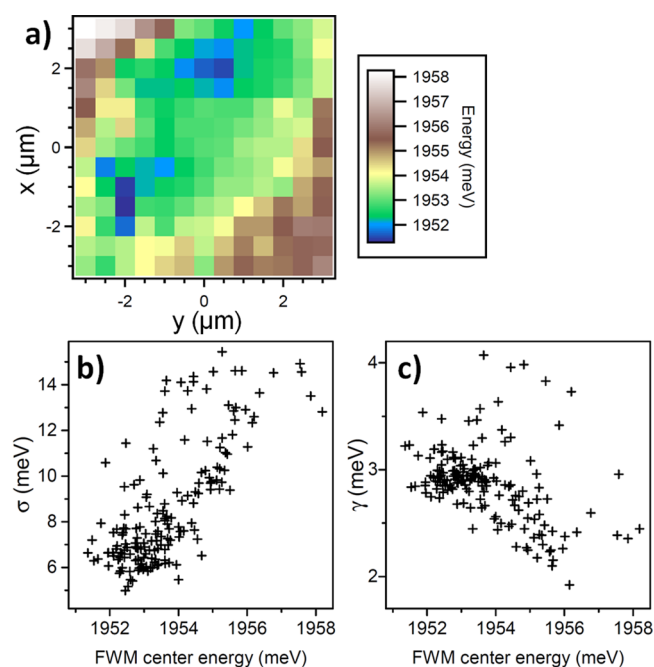 a)
x (µm)
2
0
-2
-2
0
2
y (µm)
1958
1957
1956
1955
1954
1953
1952
Energy (meV)
b)
σ (meV)
14
12
10
8
6
1952
1954
1956
1958
FWM center energy (meV)
c)
γ (meV)
4
3
2
1952
1954
1956
1958
FWM center energy (meV)